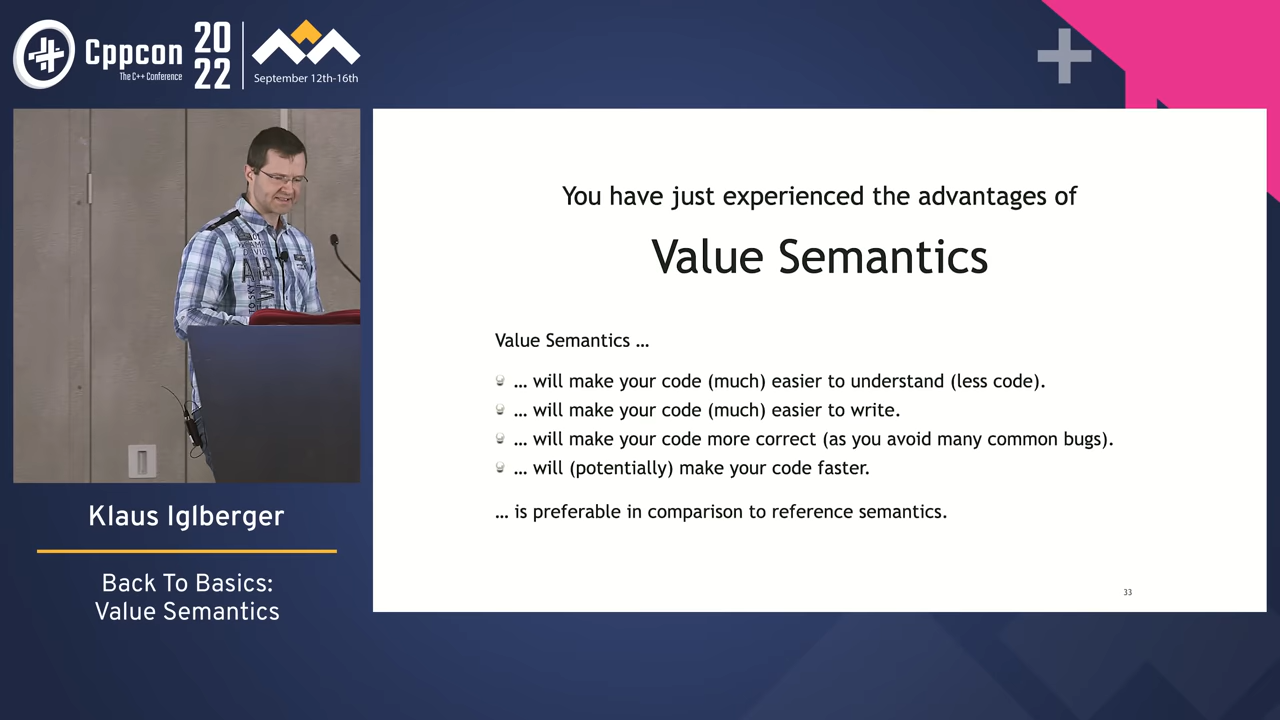 Cppcon
The C++ Conference
20
22
September 12th-16th
You have just experienced the advantages of
Value Semantics
Value Semantics …
… will make your code (much) easier to understand (less code).
… will make your code (much) easier to write.
… will make your code more correct (as you avoid many common bugs).
… will (potentially) make your code faster.
… is preferable in comparison to reference semantics.
33
Klaus Iglberger
Back To Basics:
Value Semantics